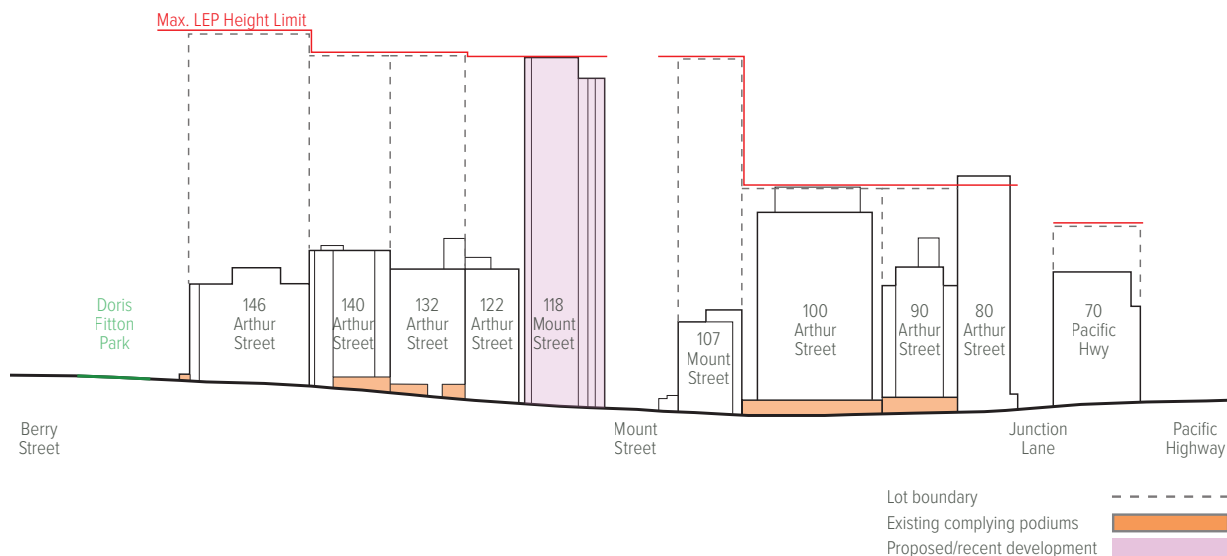 Max. LEP Height Limit
Doris
Fitton
Park
146
Arthur
Street
140
Arthur
Street
132
Arthur
Street
122
Arthur
Street
118
Mount
Street
107
Mount
Street
100
Arthur
Street
90
Arthur
Street
80
Arthur
Street
70
Pacific
Hwy
Berry
Street
Mount
Street
Junction
Lane
Pacific
Highway
Lot boundary
Existing complying podiums
Proposed/recent development